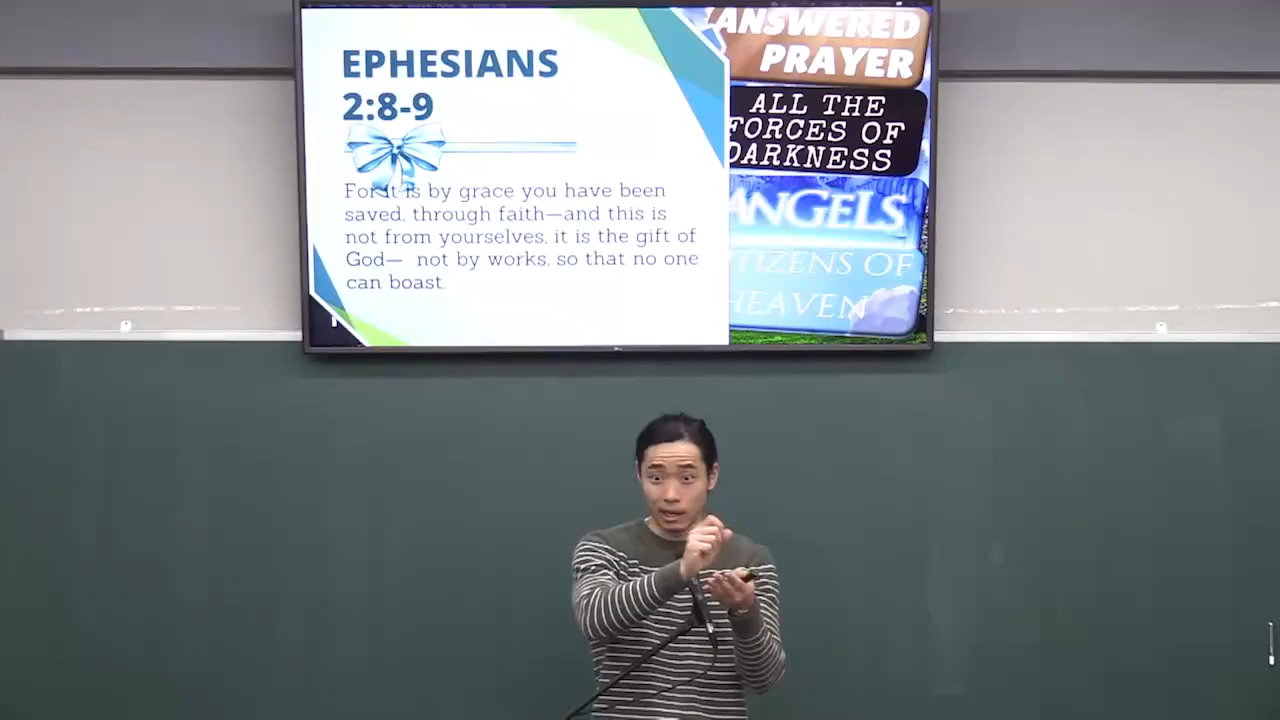 EPHESIANS
2:8-9
For it is by grace you have been
saved, through faith—and this is
not from yourselves, it is the gift of
God— not by works, so that no one
can boast.
ANSWERED
PRAYER
ALL THE
FORCES OF
DARKNESS
ANGELS
TIZENS OF
HEAVEN